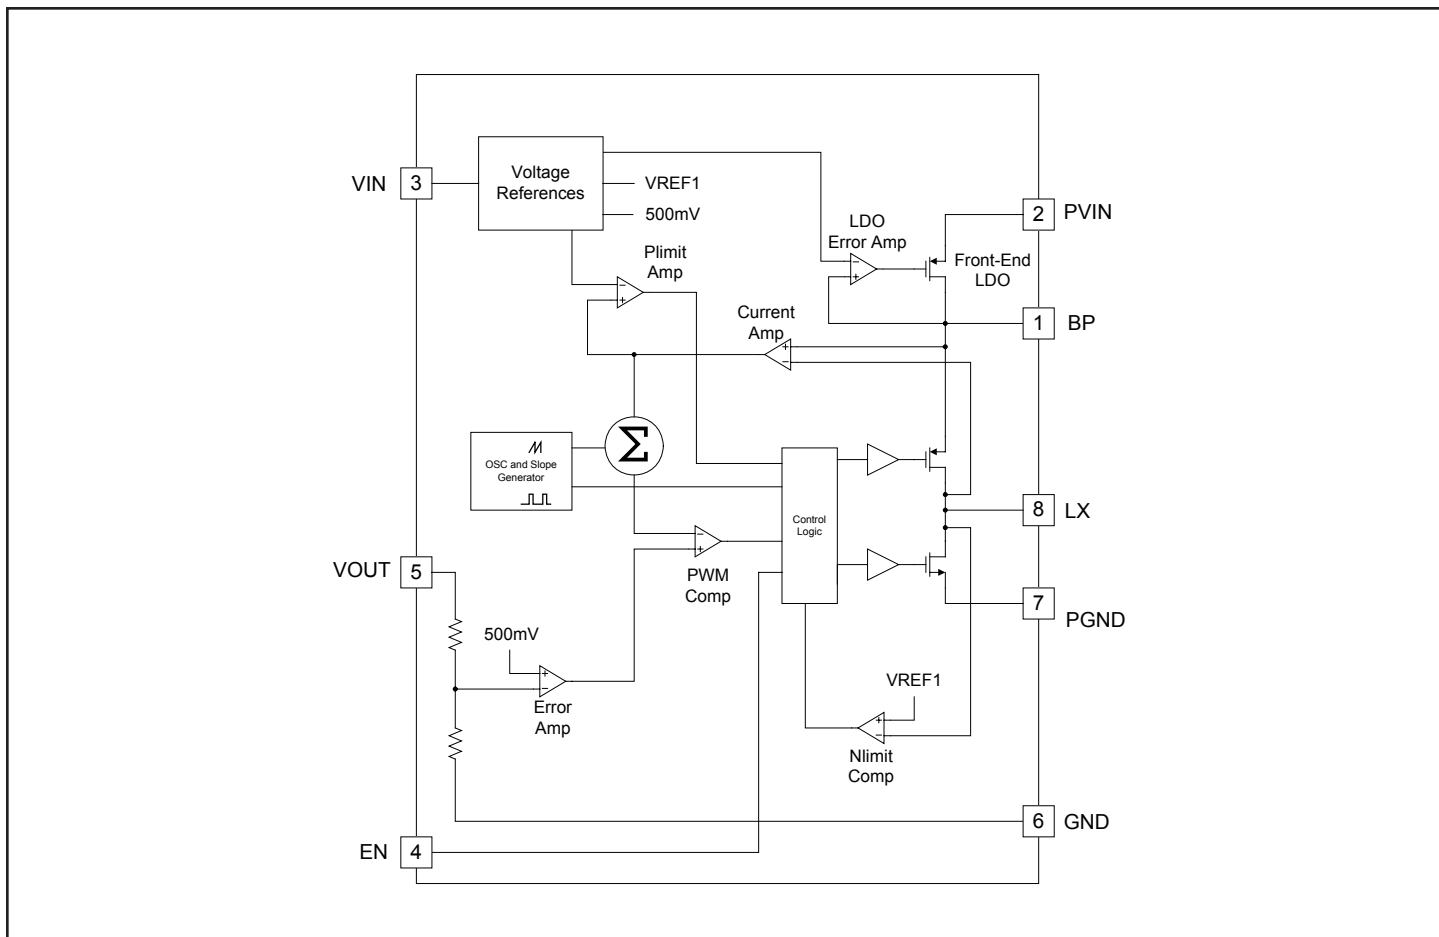 VIN
3
Voltage
References
VREF1
500mV
2
PVIN
LDO
Error Amp
Front-End
LDO
Plimit
Amp
−
+
−
+
1
BP
Current
Amp
+
−
Σ
OSC and Slope
Generator
Control
Logic
8
LX
−
+
PWM
Comp
VOUT
5
7
PGND
500mV
+
−
Error
Amp
VREF1
+
−
Nlimit
Comp
6
GND
EN
4